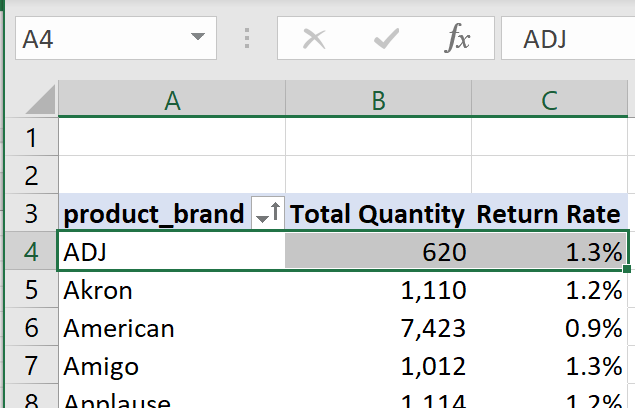 A4 fx ADJ
A B C
1
2
3 product_brand Total Quantity Return Rate
4 ADJ 620 1.3%
5 Akron 1,110 1.2%
6 American 7,423 0.9%
7 Amigo 1,012 1.3%
8 Applause 1,114 1.2%